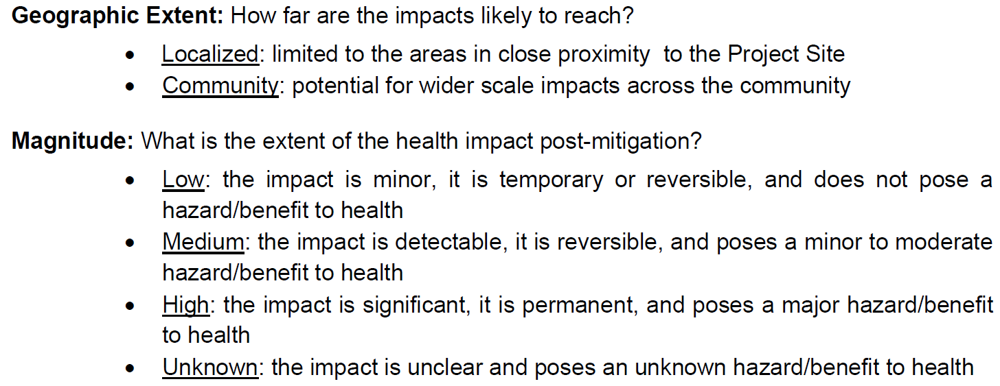 Geographic Extent: How far are the impacts likely to reach?
• Localized: limited to the areas in close proximity  to the Project Site
• Community: potential for wider scale impacts across the community
Magnitude: What is the extent of the health impact post-mitigation?
• Low: the impact is minor, it is temporary or reversible, and does not pose a
hazard/benefit to health
• Medium: the impact is detectable, it is reversible, and poses a minor to moderate
hazard/benefit to health
• High: the impact is significant, it is permanent, and poses a major hazard/benefit
to health
• Unknown: the impact is unclear and poses an unknown hazard/benefit to health